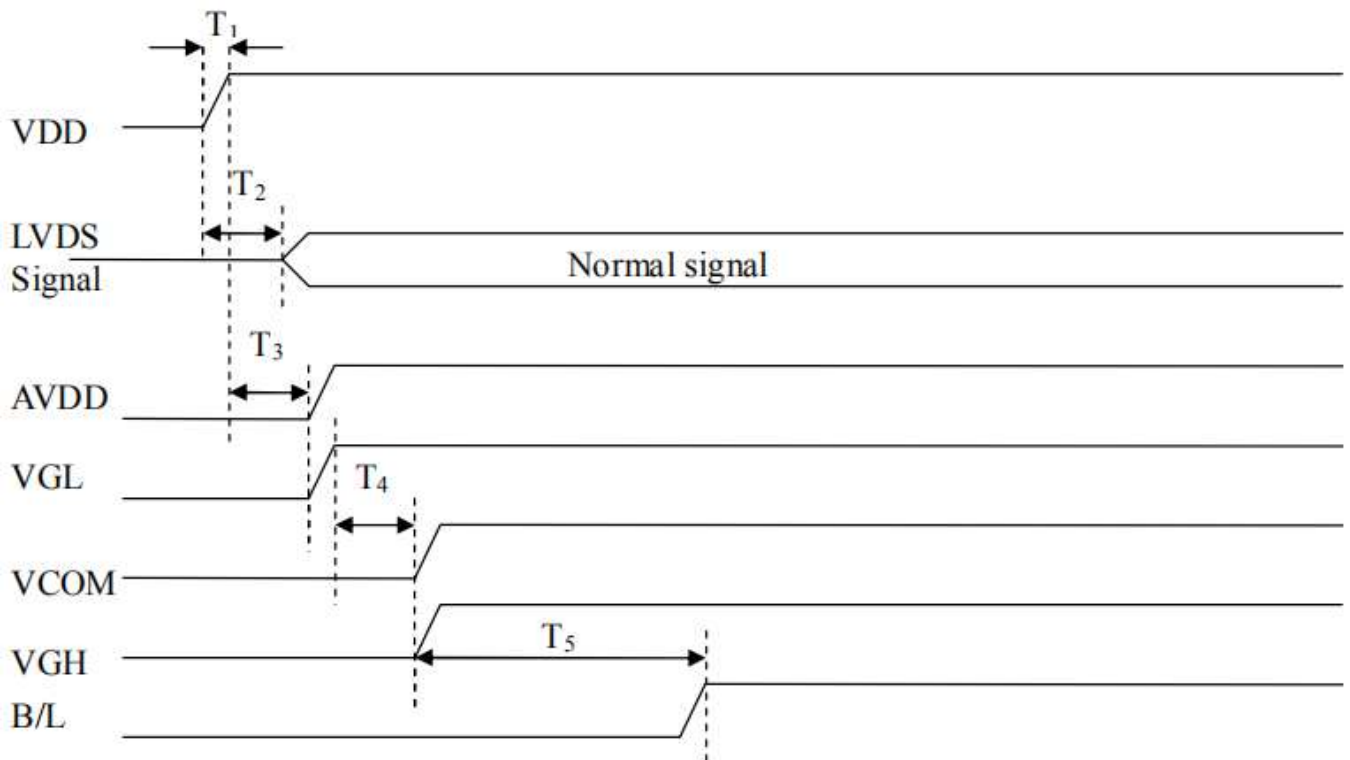 T₁
VDD
T₂
LVDS
Signal
Normal signal
T₃
AVDD
VGL
T₄
VCOM
VGH
T₅
B/L